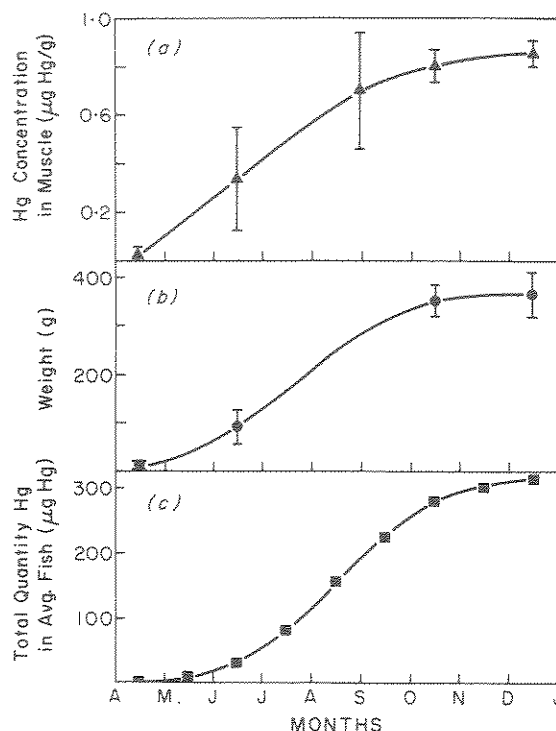 1.0
0.6
0.2
Hg Concentration
in Muscle (μg Hg/g)
(a)
400
200
Weight (g)
(b)
300
200
100
Total Quantity Hg
in Avg. Fish (μg Hg)
(c)
A M J J A S O N D J
MONTHS